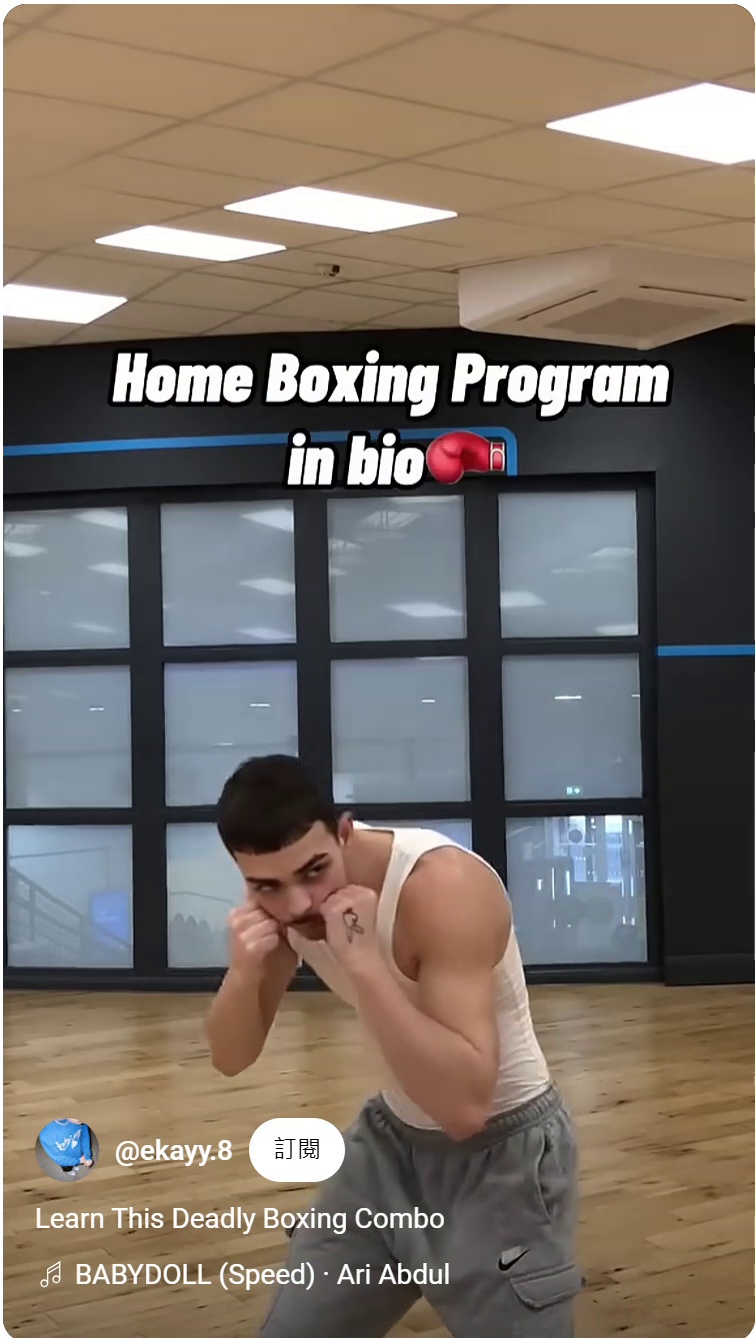 Home Boxing Program
in bio
@ekayy.8
訂閱
Learn This Deadly Boxing Combo
BABYDOLL (Speed) · Ari Abdul